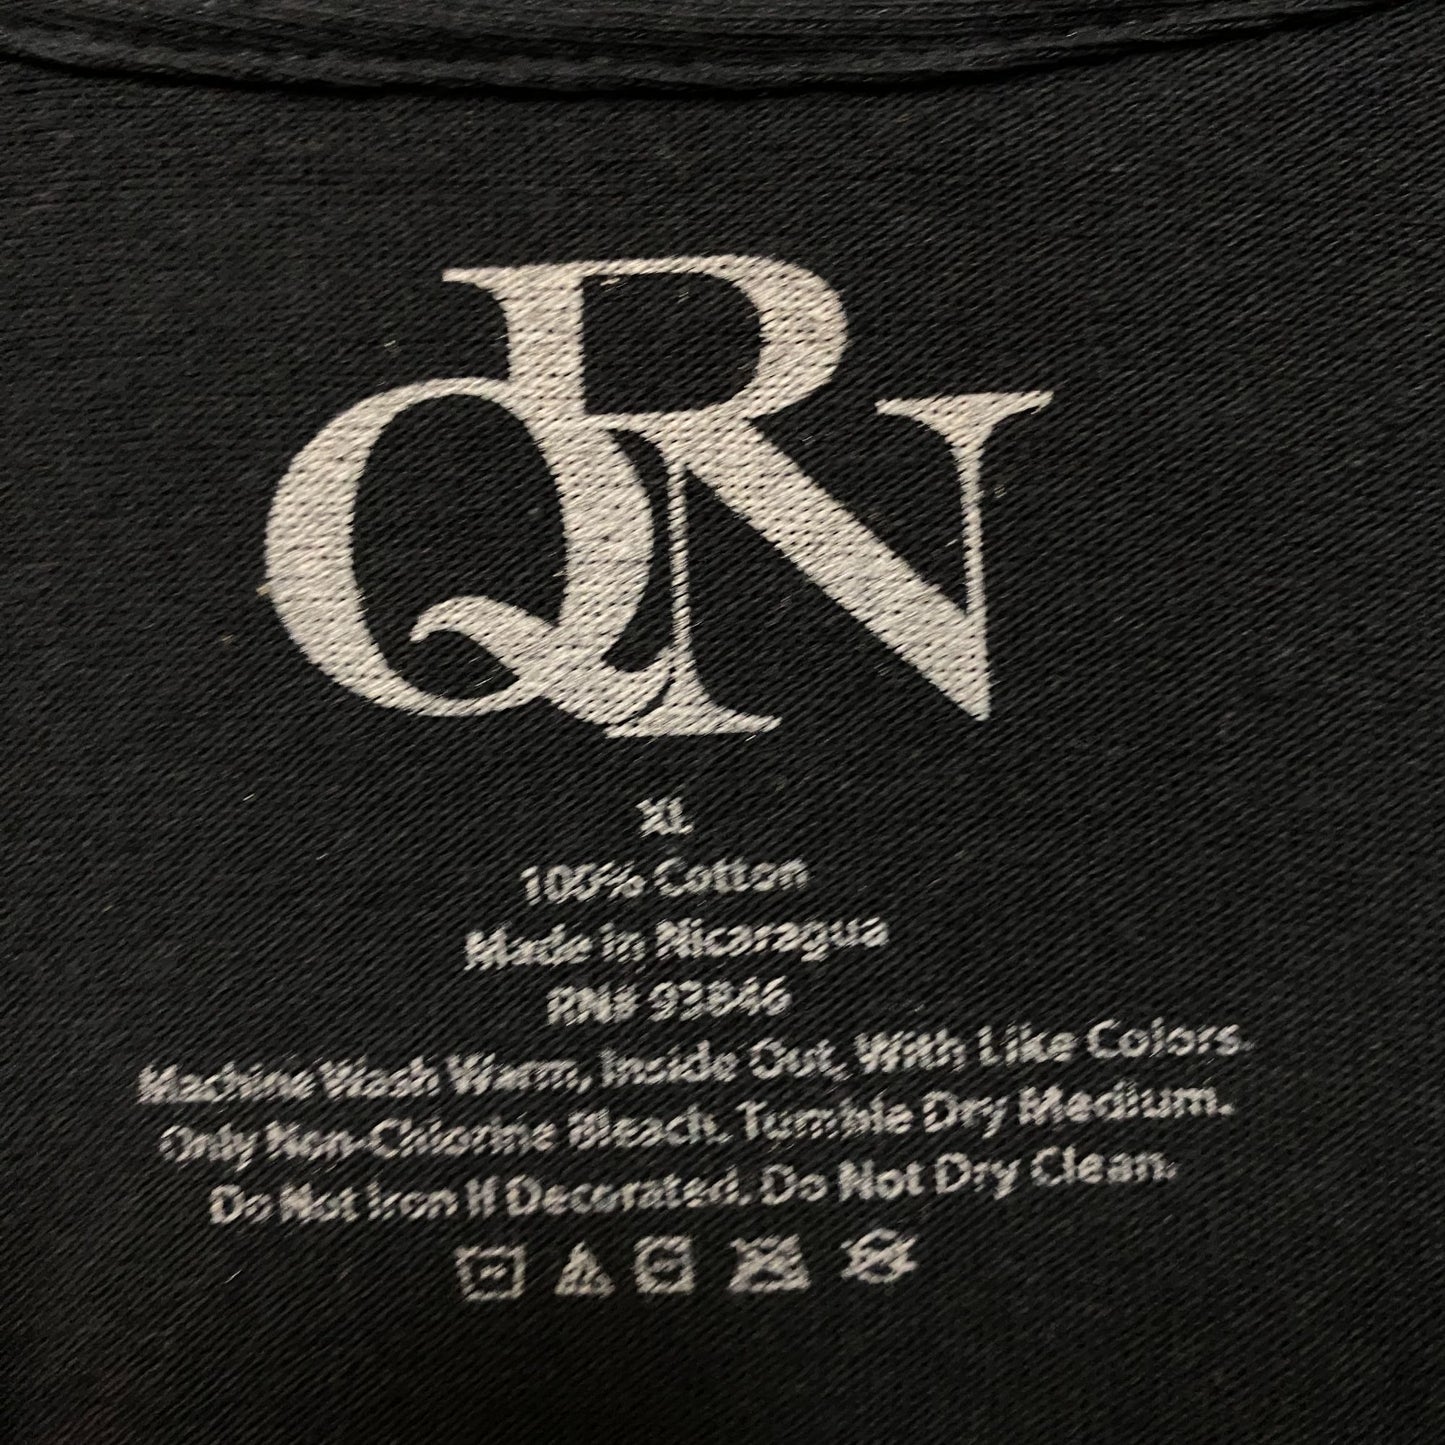 QRN
XL
100% Cotton
Made in Nicaragua
RN# 93846
Machine Wash Warm, Inside Out, With Like Colors.
Only Non-Chlorine Bleach. Tumble Dry Medium.
Do Not Iron If Decorated. Do Not Dry Clean.